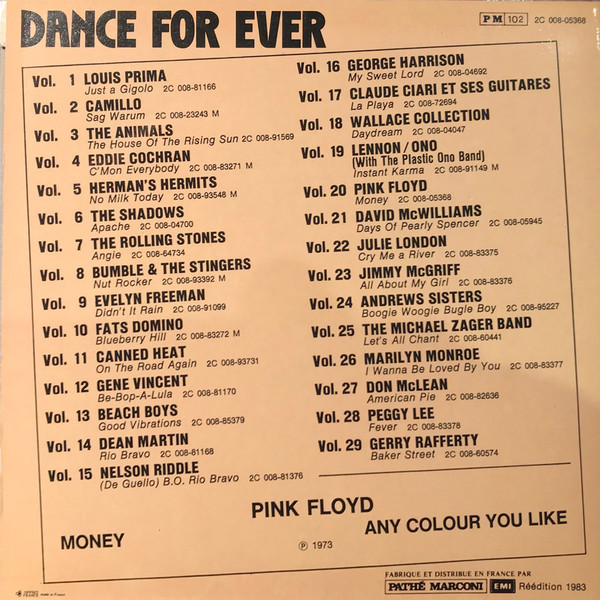 DANCE FOR EVER
PM 102 2C 008-05368
Vol. 1 LOUIS PRIMA
Just a Gigolo 2C 008-81166
Vol. 2 CAMILLO
Sag Warum 2C 008-23243 M
Vol. 3 THE ANIMALS
The House Of The Rising Sun 2C 008-91569
Vol. 4 EDDIE COCHRAN
C'Mon Everybody 2C 008-83271 M
Vol. 5 HERMAN'S HERMITS
No Milk Today 2C 008-93548 M
Vol. 6 THE SHADOWS
Apache 2C 008-04700
Vol. 7 THE ROLLING STONES
Angie 2C 008-64734
Vol. 8 BUMBLE & THE STINGERS
Nut Rocker 2C 008-93392 M
Vol. 9 EVELYN FREEMAN
Didn't It Rain 2C 008-91099
Vol. 10 FATS DOMINO
Blueberry Hill 2C 008-83272 M
Vol. 11 CANNED HEAT
On The Road Again 2C 008-93731
Vol. 12 GENE VINCENT
Be-Bop-A-Lula 2C 008-81170
Vol. 13 BEACH BOYS
Good Vibrations 2C 008-85379
Vol. 14 DEAN MARTIN
Rio Bravo 2C 008-81168
Vol. 15 NELSON RIDDLE
(De Guello) B.O. Rio Bravo 2C 008-81376
Vol. 16 GEORGE HARRISON
My Sweet Lord 2C 008-04692
Vol. 17 CLAUDE CIARI ET SES GUITARES
La Playa 2C 008-72694
Vol. 18 WALLACE COLLECTION
Daydream 2C 008-04047
Vol. 19 LENNON / ONO
(With The Plastic Ono Band)
Instant Karma 2C 008-91149 M
Vol. 20 PINK FLOYD
Money 2C 008-05368
Vol. 21 DAVID McWILLIAMS
Days Of Pearly Spencer 2C 008-05945
Vol. 22 JULIE LONDON
Cry Me a River 2C 008-83375
Vol. 23 JIMMY McGRIFF
All About My Girl 2C 008-83376
Vol. 24 ANDREWS SISTERS
Boogie Woogie Bugle Boy 2C 008-95227
Vol. 25 THE MICHAEL ZAGER BAND
Let's All Chant 2C 008-60441
Vol. 26 MARILYN MONROE
I Wanna Be Loved By You 2C 008-83377
Vol. 27 DON McLEAN
American Pie 2C 008-82636
Vol. 28 PEGGY LEE
Fever 2C 008-83378
Vol. 29 GERRY RAFFERTY
Baker Street 2C 008-60574
PINK FLOYD
MONEY
ANY COLOUR YOU LIKE
℗ 1973
FABRIQUE ET DISTRIBUE EN FRANCE PAR
PATHÉ MARCONI EMI Réédition 1983